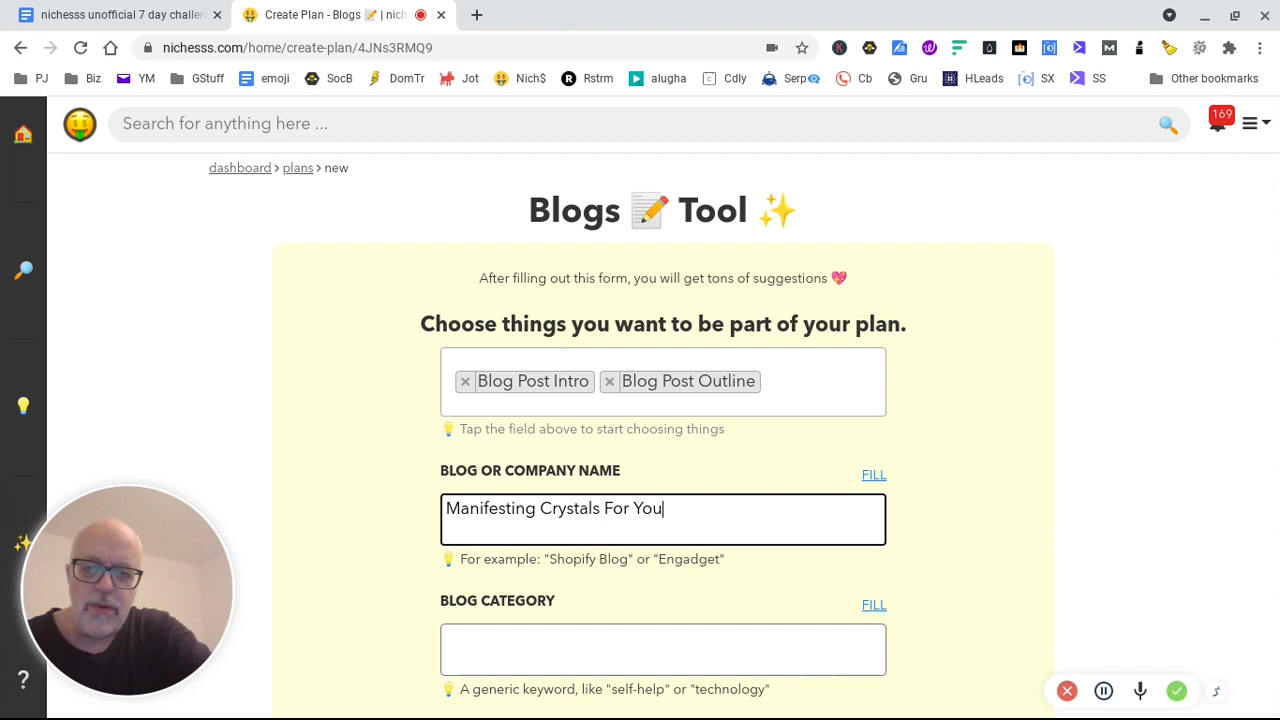 nichesss unofficial 7 day challen
Create Plan - Blogs 📝 | nich
nichesss.com/home/create-plan/4JNs3RMQ9
PJ Biz YM GStuff emoji SocB DomTr Jot Nich$ Rstrm alugha Cdly Serp Cb Gru HLeads SX SS Other bookmarks
Search for anything here ...
169
dashboard > plans > new
Blogs 📝 Tool ✨
After filling out this form, you will get tons of suggestions 💖
Choose things you want to be part of your plan.
× Blog Post Intro × Blog Post Outline
💡 Tap the field above to start choosing things
BLOG OR COMPANY NAME FILL
Manifesting Crystals For You
💡 For example: "Shopify Blog" or "Engadget"
BLOG CATEGORY FILL
💡 A generic keyword, like "self-help" or "technology"
?